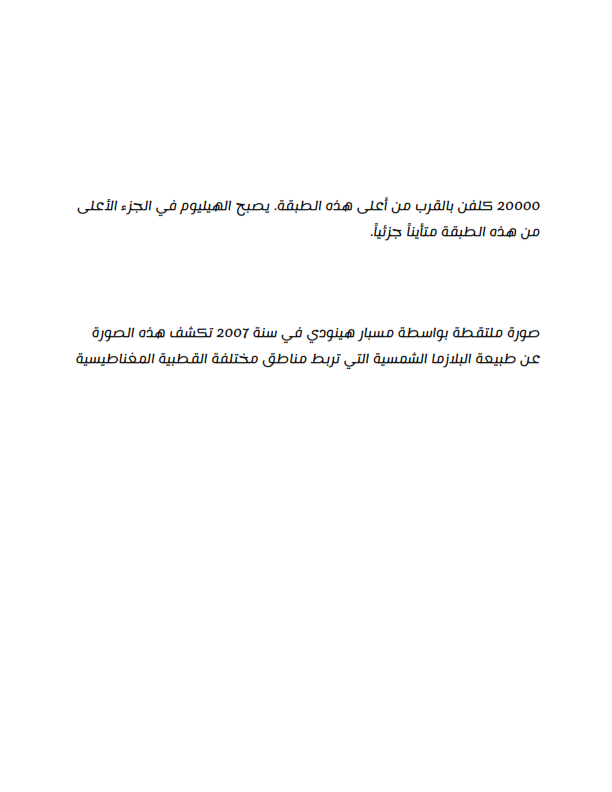 20000 كلفن بالقرب من أعلى هذه الطبقة. يصبح الهيليوم في الجزء الأعلى
من هذه الطبقة متأيناً جزئياً.
صورة ملتقطة بواسطة مسبار هينودي في سنة 2007 تكشف هذه الصورة
عن طبيعة البلازما الشمسية التي تربط مناطق مختلفة القطبية المغناطيسية